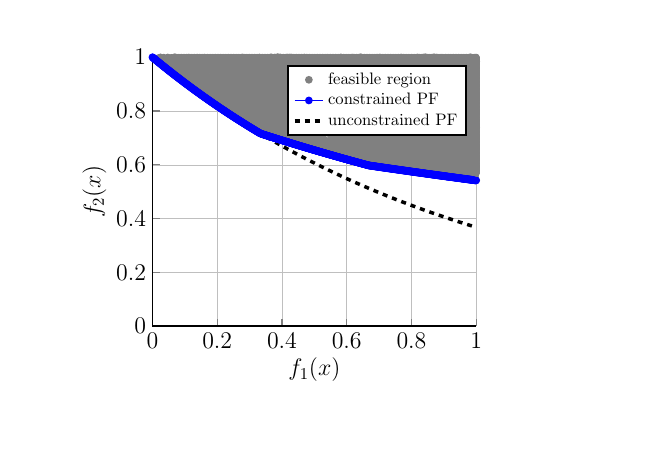 1
0.8
0.6
0.4
0.2
0
0 0.2 0.4 0.6 0.8 1
f₂(x)
f₁(x)
feasible region
constrained PF
unconstrained PF